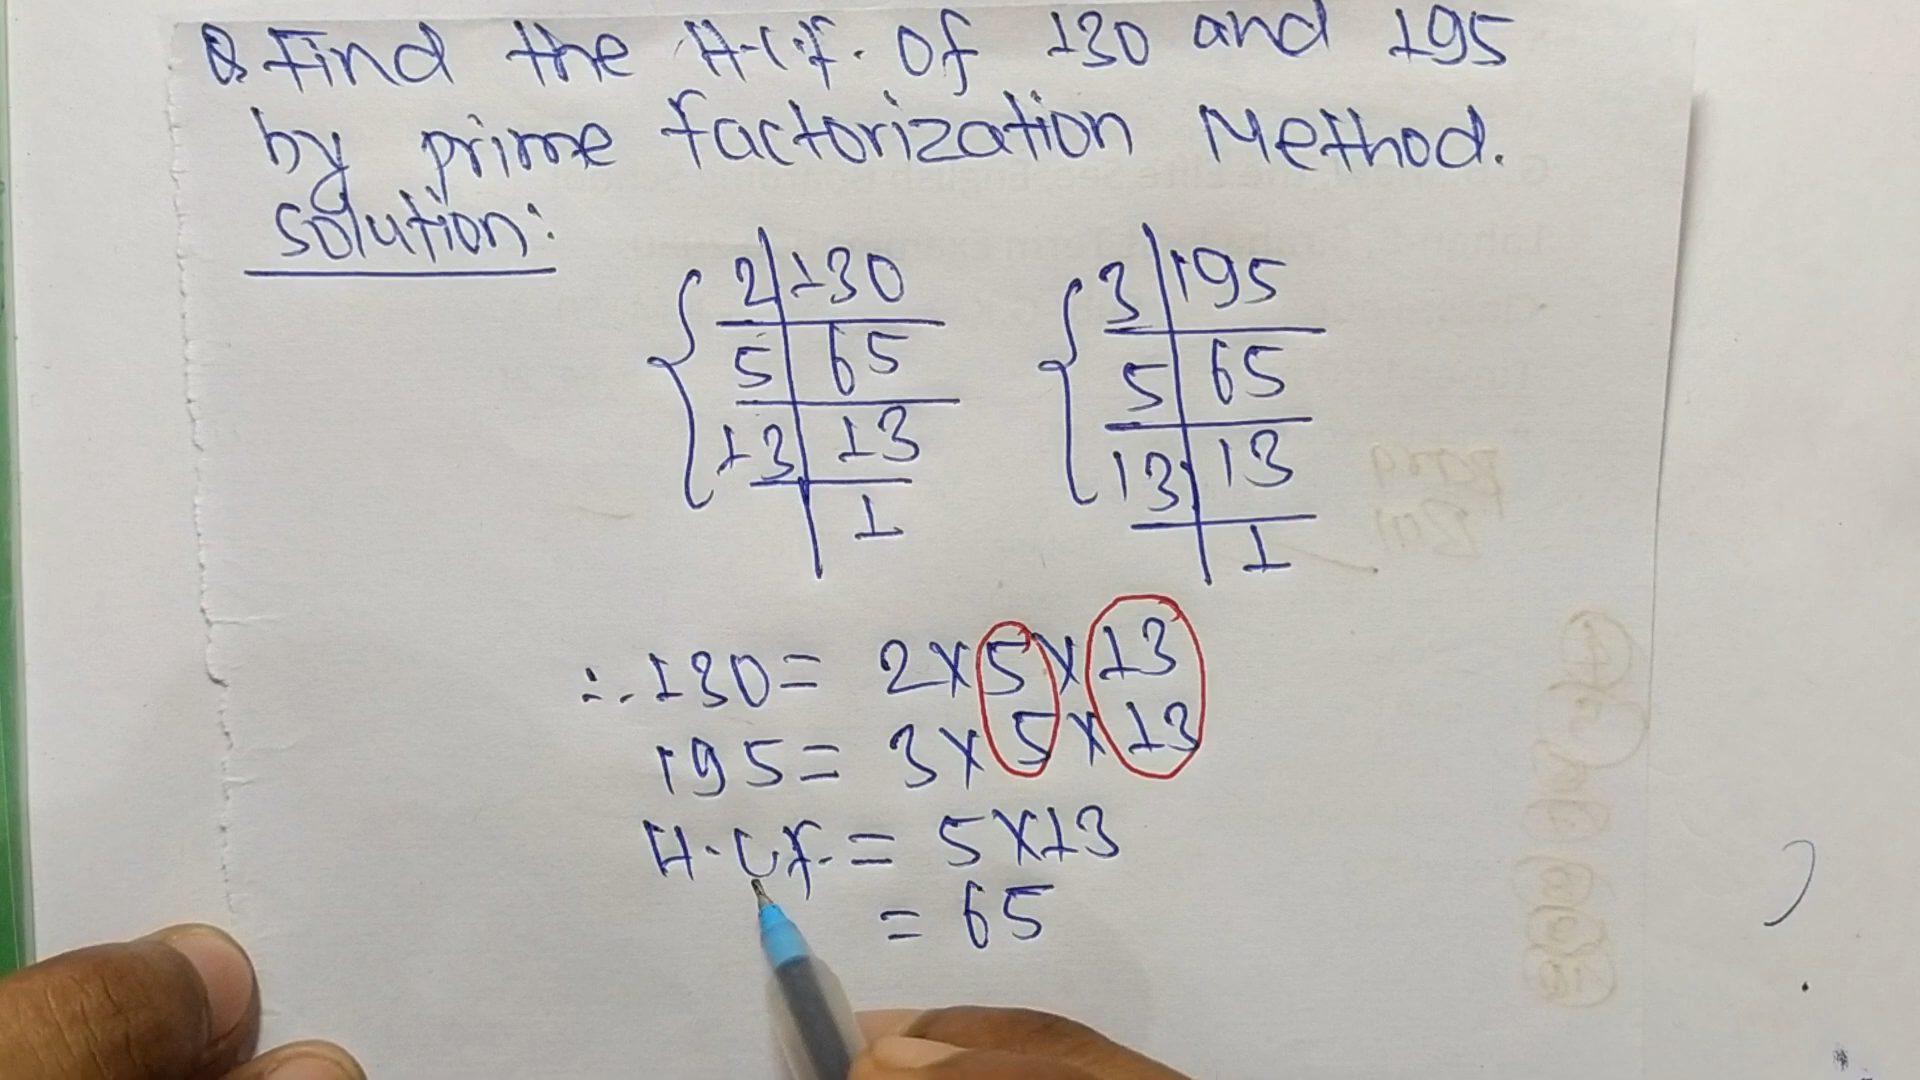 Q Find the H.C.F. of 130 and 195
by prime factorization Method.
Solution:
2 130
5 65
13 13
1
3 195
5 65
13 13
1
∴ 130 = 2×5×13
195 = 3×5×13
H.C.F. = 5×13
= 65